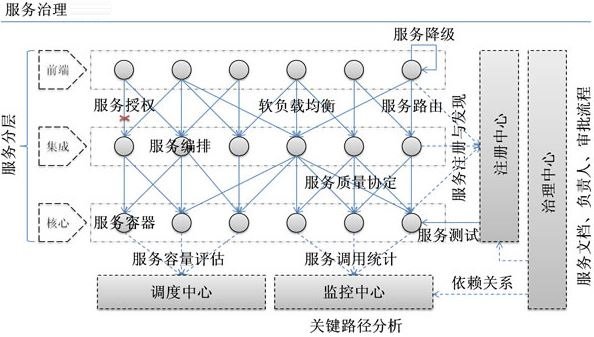 服务治理
服务降级
前端
服务授权
软负载均衡
服务路由
服务分层
集成
服务编排
服务注册与发现
注册中心
治理中心
服务文档、负责人、审批流程
服务质量协定
核心
服务容器
服务测试
服务容量评估
服务调用统计
调度中心
监控中心
依赖关系
关键路径分析